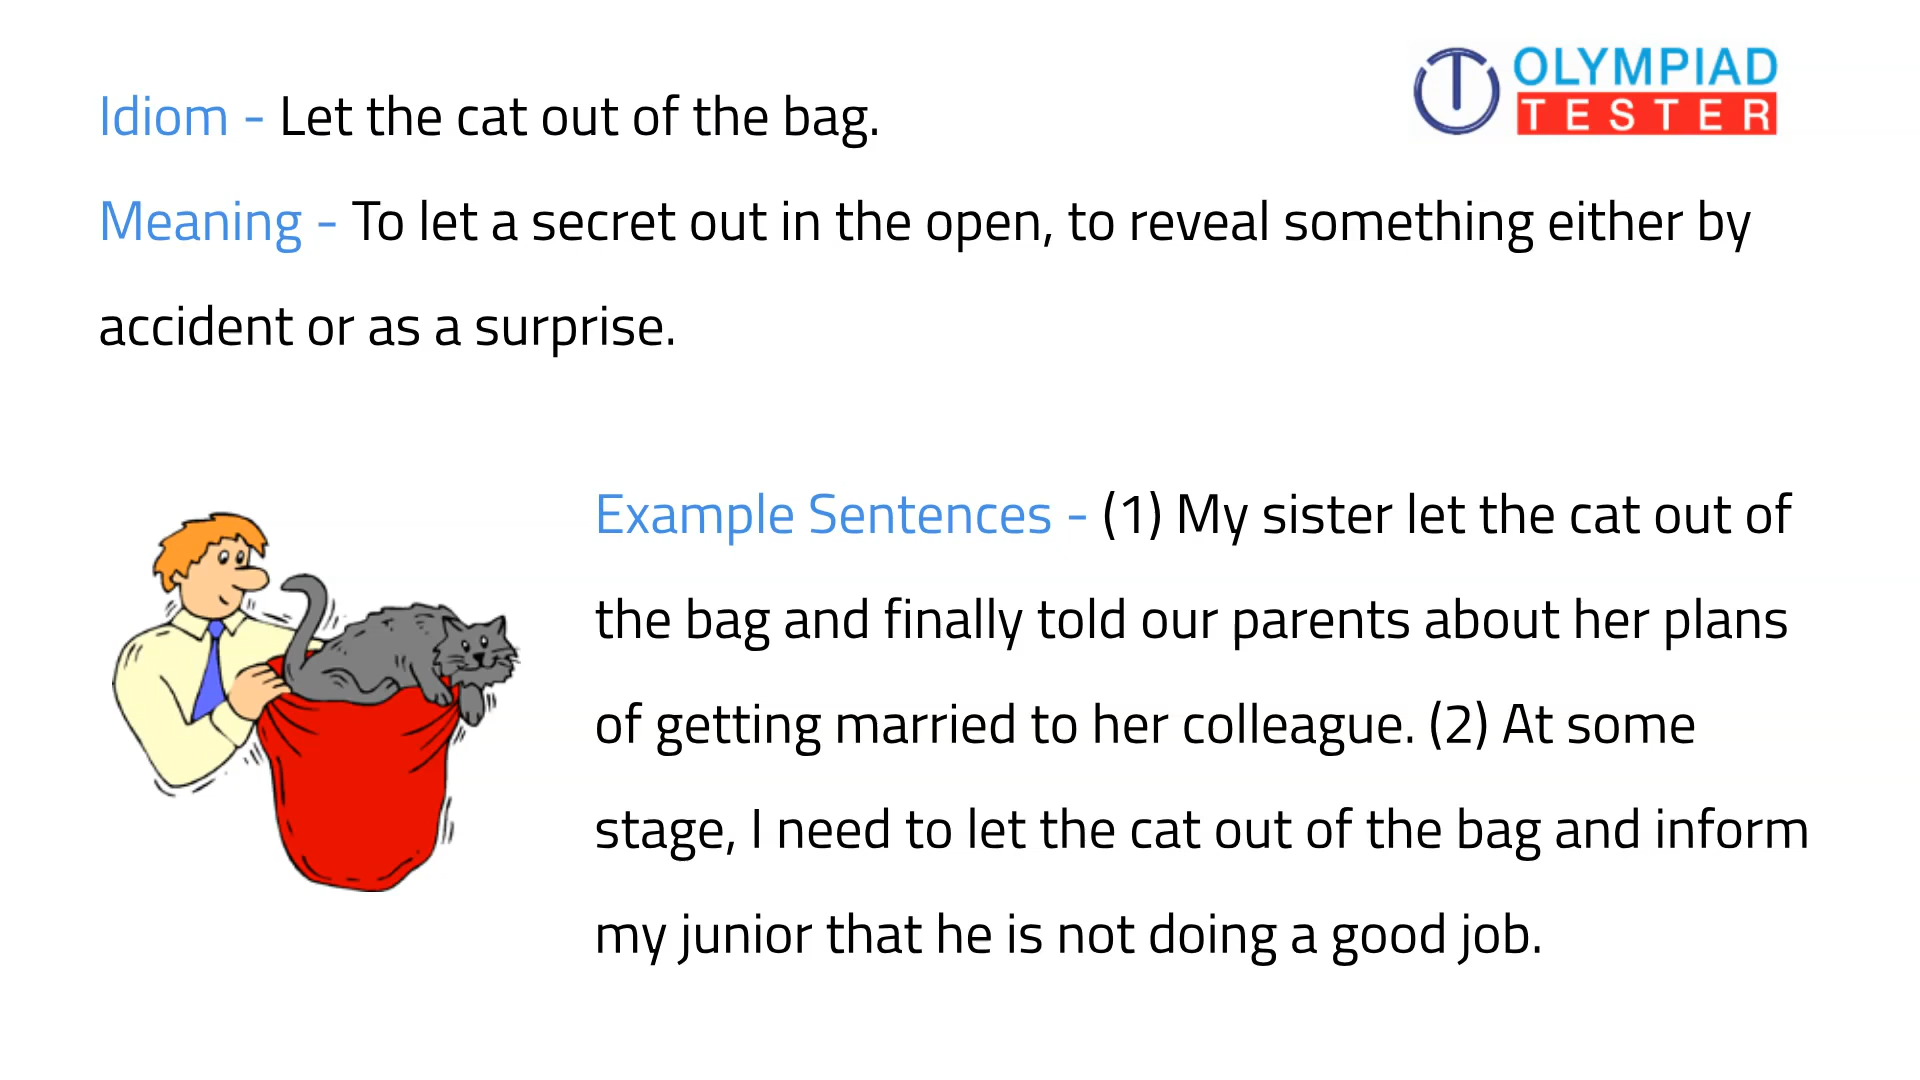 OLYMPIAD
TESTER
Idiom - Let the cat out of the bag.
Meaning - To let a secret out in the open, to reveal something either by
accident or as a surprise.
Example Sentences - (1) My sister let the cat out of
the bag and finally told our parents about her plans
of getting married to her colleague. (2) At some
stage, I need to let the cat out of the bag and inform
my junior that he is not doing a good job.